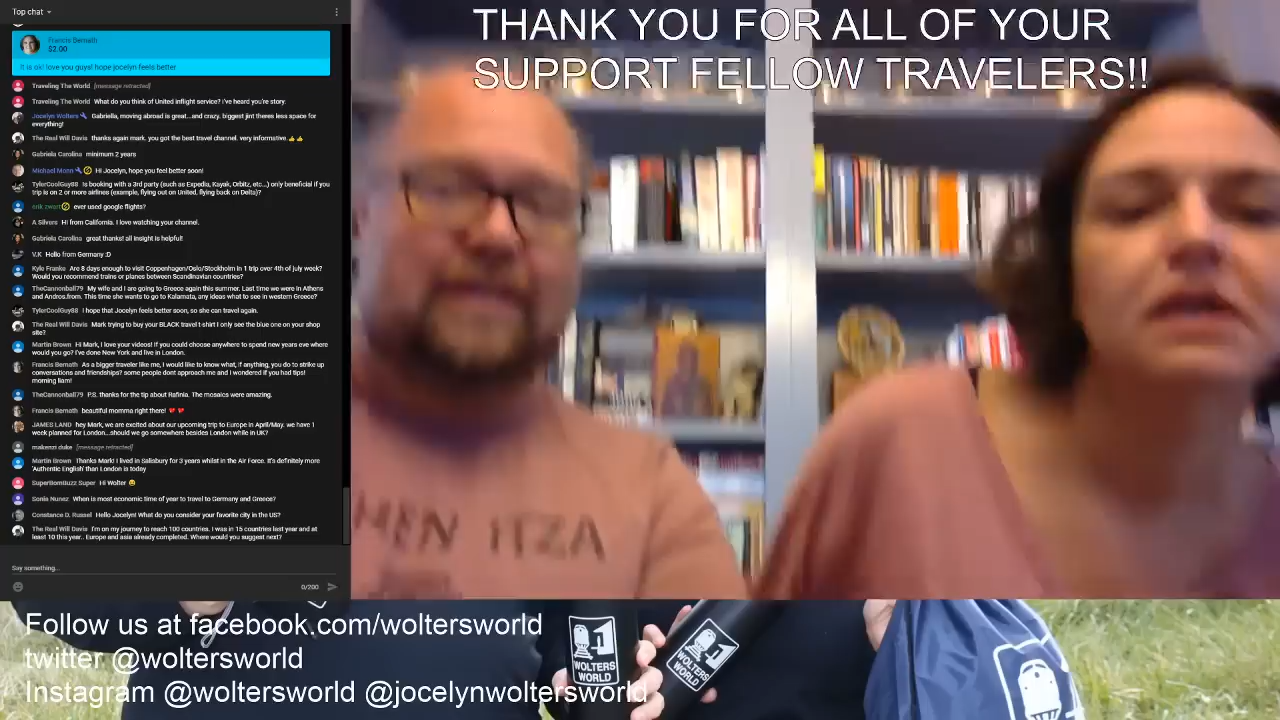 Top chat
Francis Bernath
$2.00
It is ok! love you guys! hope jocelyn feels better
Traveling The World [message retracted]
Traveling The World What do you think of United inflight service? I've heard you're story.
Jocelyn Wolters Gabriella, moving abroad is great...and crazy. biggest jint theres less space for
everything!
The Real Will Davis thanks again mark. you got the best travel channel. very informative
Gabriela Carolina minimum 2 years
Michael Mann Hi Jocelyn, hope you feel better soon!
TylerCoolGuy88 Is booking with a 3rd party (such as Expedia, Kayak, Orbitz, etc...) only beneficial if you
trip is on 2 or more airlines (example, flying out on United, flying back on Delta)?
erik zwart ever used google flights?
A Silvers Hi from California. I love watching your channel.
Gabriela Carolina great thanks! all insight is helpful!
V.K Hello from Germany :D
Kyle Franke Are 8 days enough to visit Coppenhagen/Oslo/Stockholm in 1 trip over 4th of july week?
Would you recommend trains or planes between Scandinavian countries?
TheCannonball79 My wife and I are going to Greece again this summer. Last time we were in Athens
and Andros.from. This time she wants to go to Kalamata, any ideas what to see in western Greece?
TylerCoolGuy88 I hope that Jocelyn feels better soon, so she can travel again.
The Real Will Davis Mark trying to buy your BLACK travel t-shirt I only see the blue one on your shop
site?
Martin Brown Hi Mark, I love your videos! If you could choose anywhere to spend new years eve where
would you go? I've done New York and live in London.
Francis Bernath As a bigger traveler like me, I would like to know what, if anything, you do to strike up
conversations and friendships? some people dont approach me and I wondered if you had tips!
morning liam!
TheCannonball79 P.S. thanks for the tip about Rafinia. The mosaics were amazing.
Francis Bernath beautiful momma right there!
JAMES LAND hey Mark, we are excited about our upcoming trip to Europe in April/May. we have 1
week planned for London...should we go somewhere besides London while in UK?
makenzi duke [message retracted]
Martin Brown Thanks Mark! I lived in Salisbury for 3 years whilst in the Air Force. It's definitely more
'Authentic English' than London is today
SuperBomBuzz Super Hi Wolter
Sonia Nunez When is most economic time of year to travel to Germany and Greece?
Constance D. Russel Hello Jocelyn! What do you consider your favorite city in the US?
The Real Will Davis I'm on my journey to reach 100 countries. I was in 15 countries last year and at
least 10 this year.. Europe and asia already completed. Where would you suggest next?
Say something...
0/200
THANK YOU FOR ALL OF YOUR
SUPPORT FELLOW TRAVELERS!!
HEN ITZA
Follow us at facebook.com/woltersworld
twitter @woltersworld
Instagram @woltersworld @jocelynwoltersworld
WOLTERS
WORLD
WOLTERS
WORLD